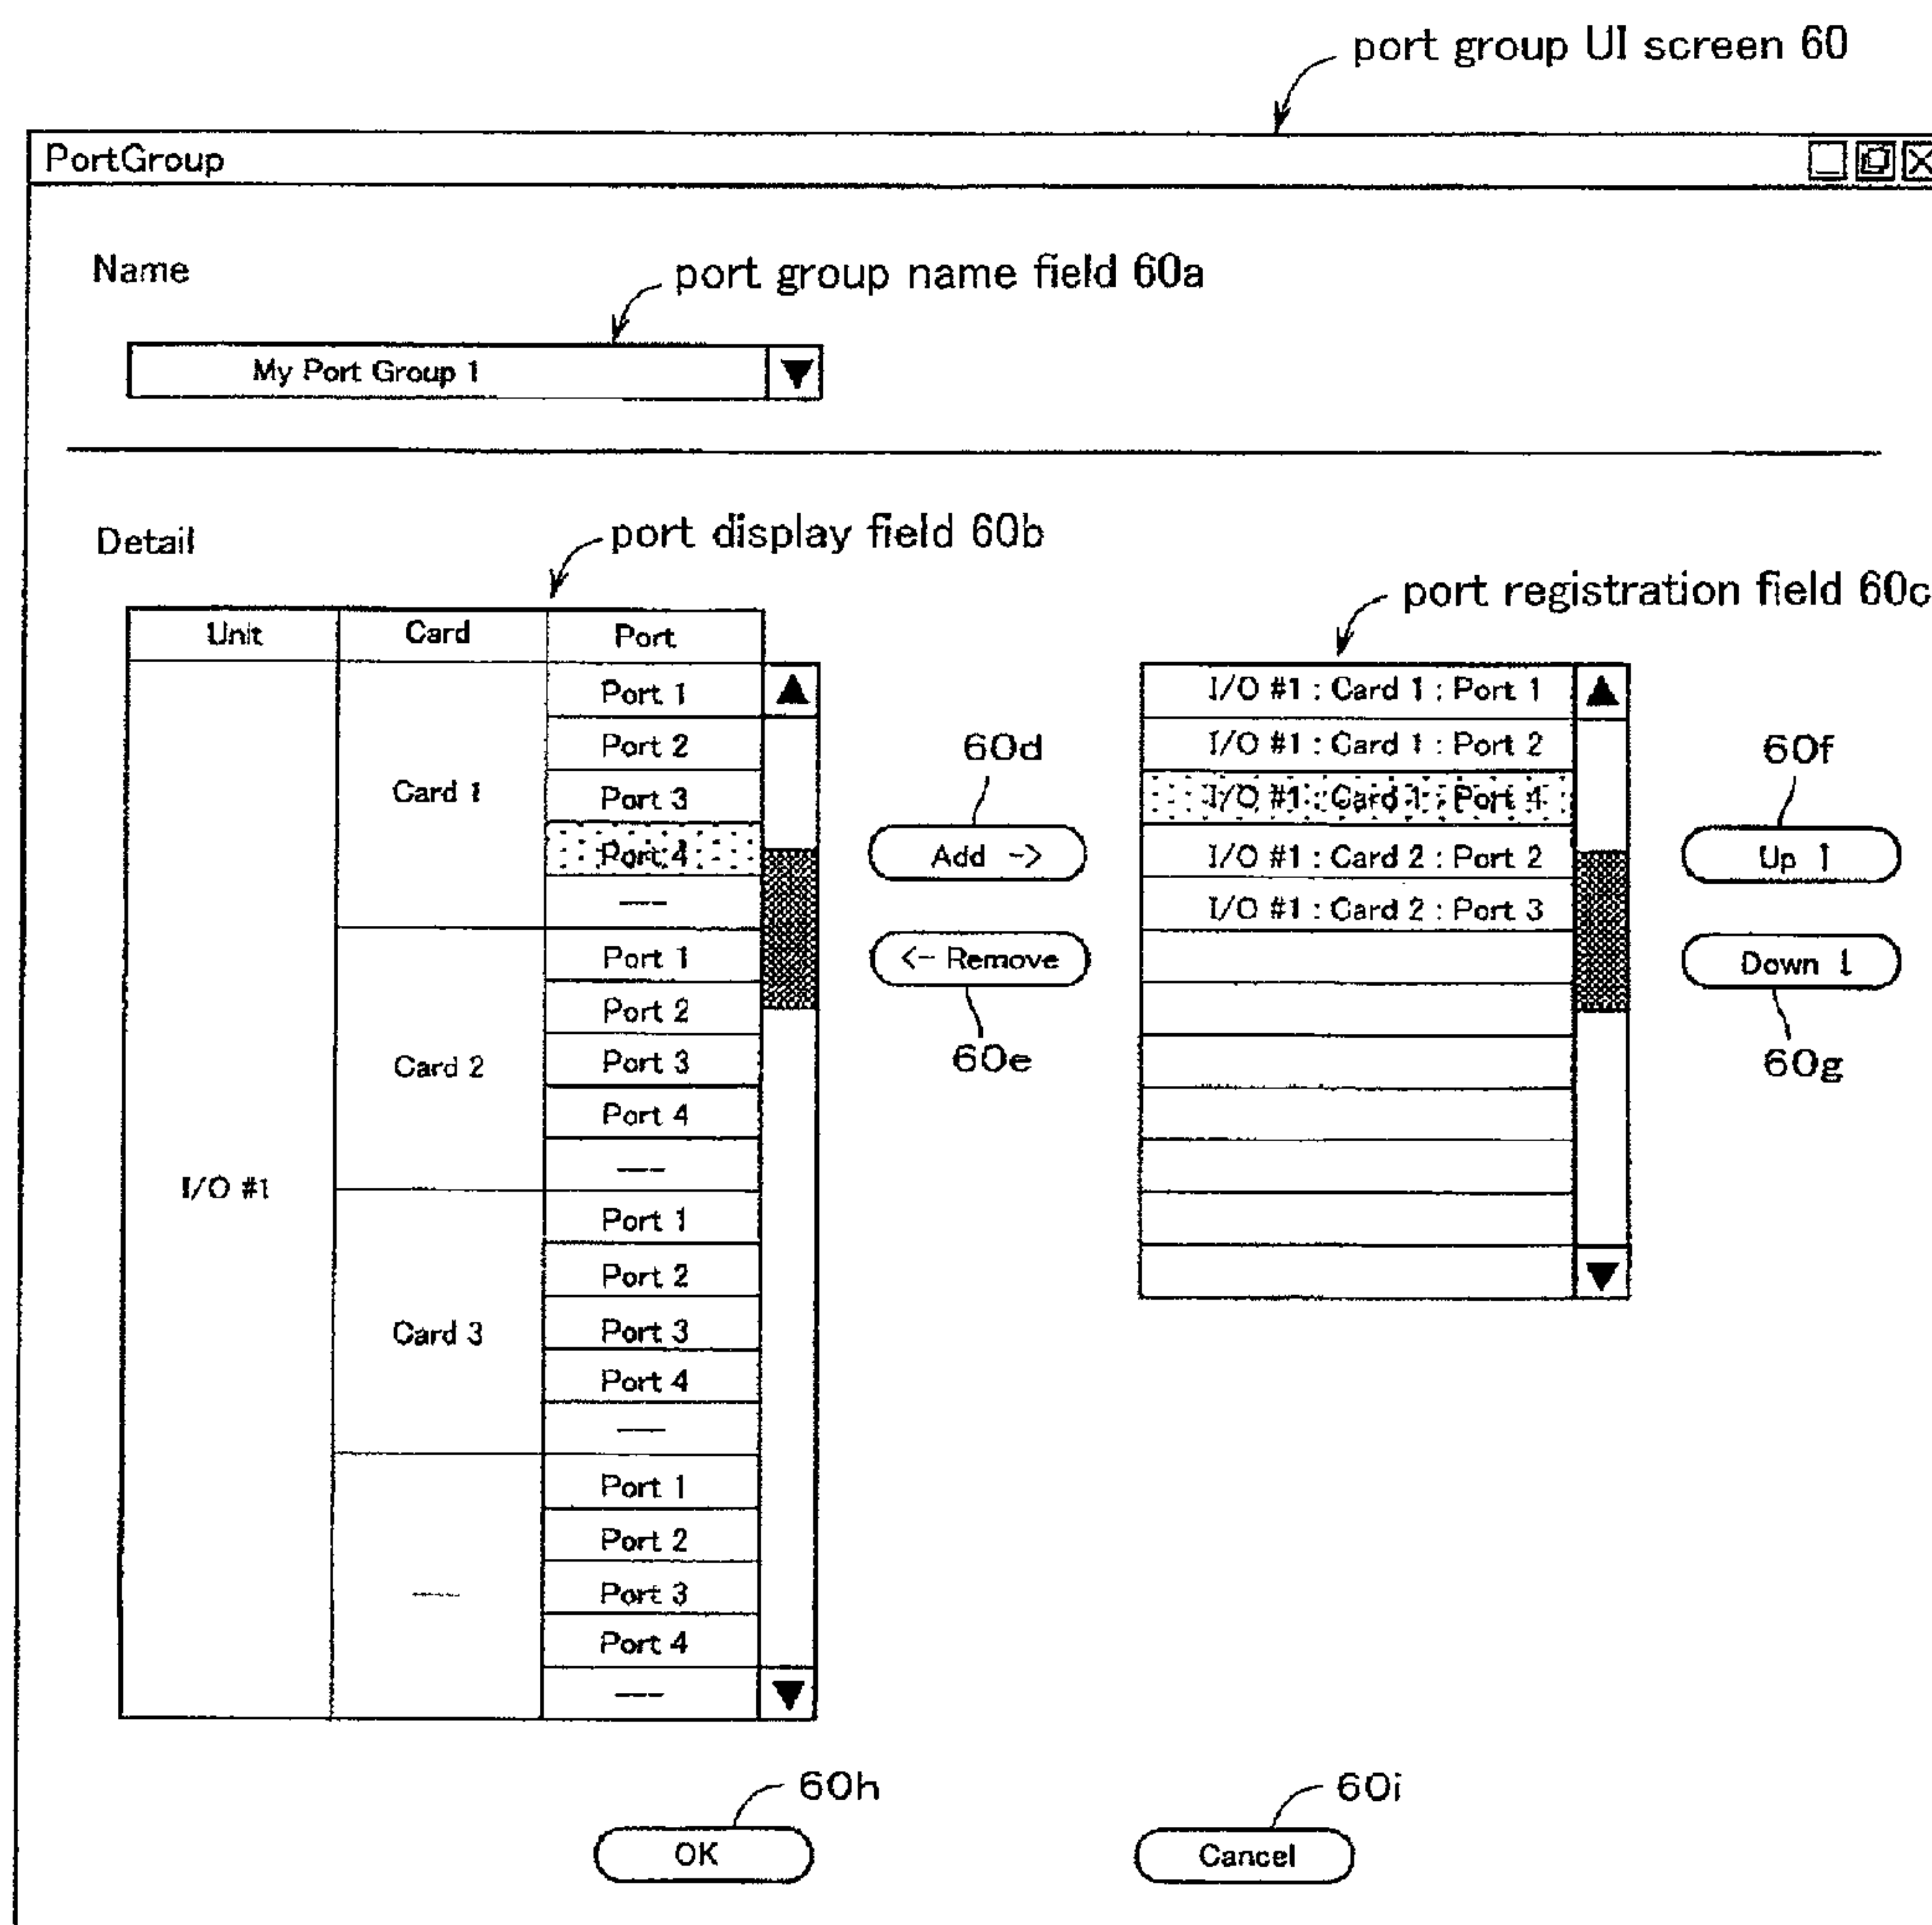 port group UI screen 60
PortGroup
Name
port group name field 60a
My Port Group 1
Detail
port display field 60b
port registration field 60c
Unit Card Port
I/O #1
Card 1
Port 1
Port 2
Port 3
Port 4
---
Card 2
Port 1
Port 2
Port 3
Port 4
---
Card 3
Port 1
Port 2
Port 3
Port 4
---
---
Port 1
Port 2
Port 3
Port 4
---
60d
Add ->
<- Remove
60e
I/O #1 : Card 1 : Port 1
I/O #1 : Card 1 : Port 2
I/O #1 : Card 1 : Port 4
I/O #1 : Card 2 : Port 2
I/O #1 : Card 2 : Port 3
60f
Up ↑
Down ↓
60g
60h
OK
60i
Cancel